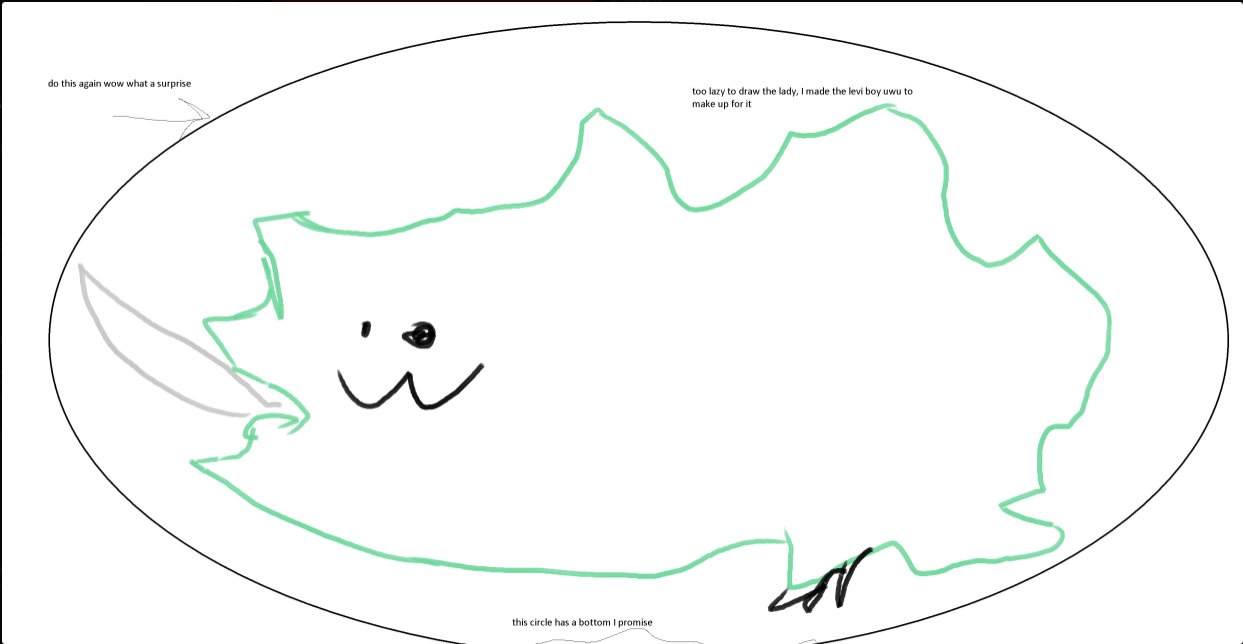 do this again wow what a surprise
too lazy to draw the lady, I made the levi boy uwu to
make up for it
this circle has a bottom I promise